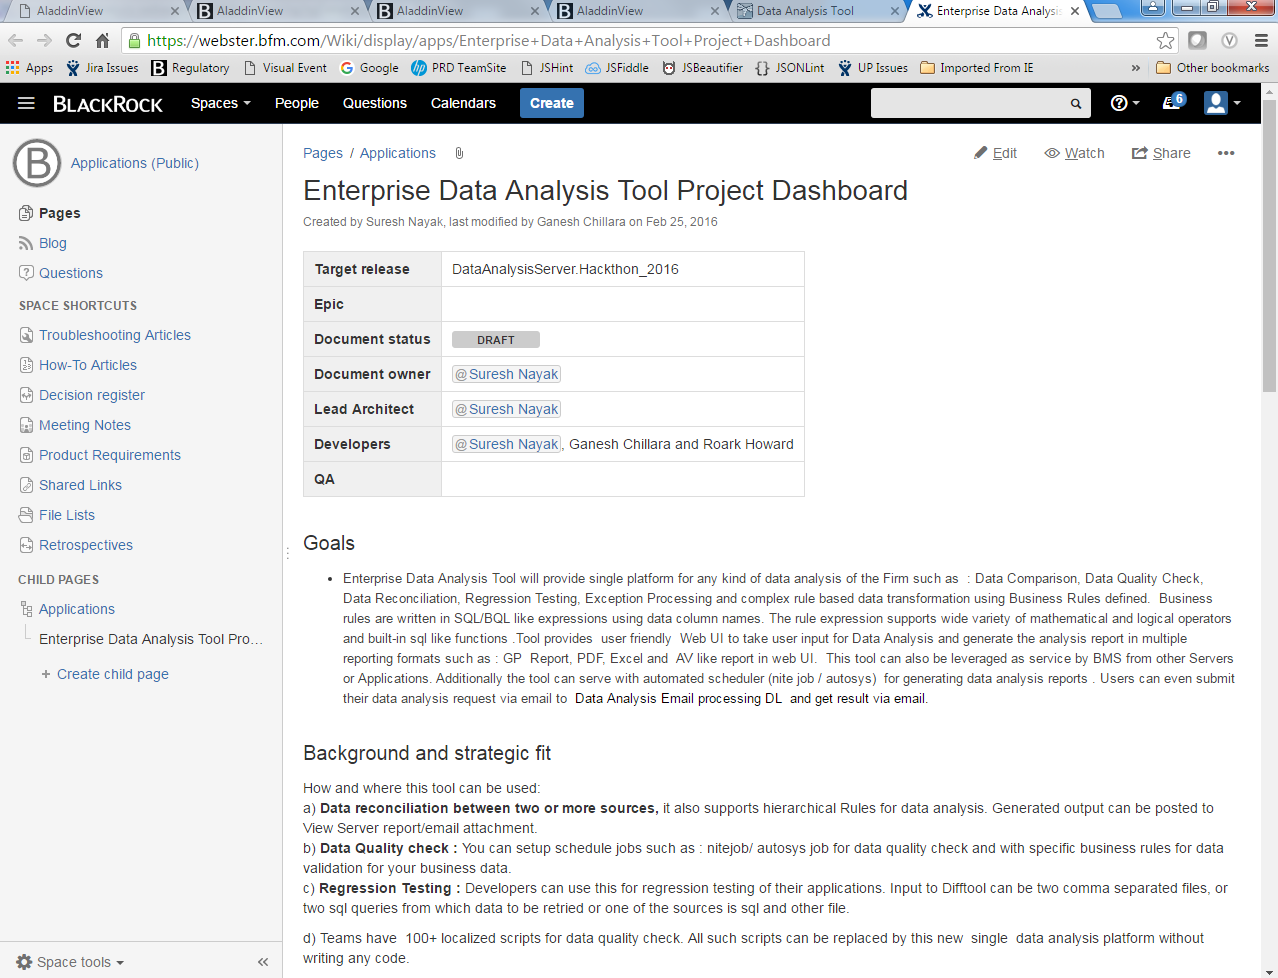 AladdinView
AladdinView
AladdinView
AladdinView
Data Analysis Tool
Enterprise Data Analysis
https://webster.bfm.com/Wiki/display/apps/Enterprise+Data+Analysis+Tool+Project+Dashboard
Apps Jira Issues Regulatory Visual Event Google PRD TeamSite JSHint JSFiddle JSBeautifier JSONLint UP Issues Imported From IE » Other bookmarks
BLACKROCK Spaces People Questions Calendars Create 6
Applications (Public)
Pages
Blog
Questions
SPACE SHORTCUTS
Troubleshooting Articles
How-To Articles
Decision register
Meeting Notes
Product Requirements
Shared Links
File Lists
Retrospectives
CHILD PAGES
Applications
Enterprise Data Analysis Tool Pro…
+ Create child page
Space tools
Pages / Applications
Edit Watch Share •••
Enterprise Data Analysis Tool Project Dashboard
Created by Suresh Nayak, last modified by Ganesh Chillara on Feb 25, 2016
Target release DataAnalysisServer.Hackthon_2016
Epic
Document status DRAFT
Document owner @Suresh Nayak
Lead Architect @Suresh Nayak
Developers @Suresh Nayak, Ganesh Chillara and Roark Howard
QA
Goals
• Enterprise Data Analysis Tool will provide single platform for any kind of data analysis of the Firm such as : Data Comparison, Data Quality Check,
Data Reconciliation, Regression Testing, Exception Processing and complex rule based data transformation using Business Rules defined. Business
rules are written in SQL/BQL like expressions using data column names. The rule expression supports wide variety of mathematical and logical operators
and built-in sql like functions .Tool provides user friendly Web UI to take user input for Data Analysis and generate the analysis report in multiple
reporting formats such as : GP Report, PDF, Excel and AV like report in web UI. This tool can also be leveraged as service by BMS from other Servers
or Applications. Additionally the tool can serve with automated scheduler (nite job / autosys) for generating data analysis reports . Users can even submit
their data analysis request via email to Data Analysis Email processing DL and get result via email.
Background and strategic fit
How and where this tool can be used:
a) Data reconciliation between two or more sources, it also supports hierarchical Rules for data analysis. Generated output can be posted to
View Server report/email attachment.
b) Data Quality check : You can setup schedule jobs such as : nitejob/ autosys job for data quality check and with specific business rules for data
validation for your business data.
c) Regression Testing : Developers can use this for regression testing of their applications. Input to Difftool can be two comma separated files, or
two sql queries from which data to be retried or one of the sources is sql and other file.
d) Teams have 100+ localized scripts for data quality check. All such scripts can be replaced by this new single data analysis platform without
writing any code.